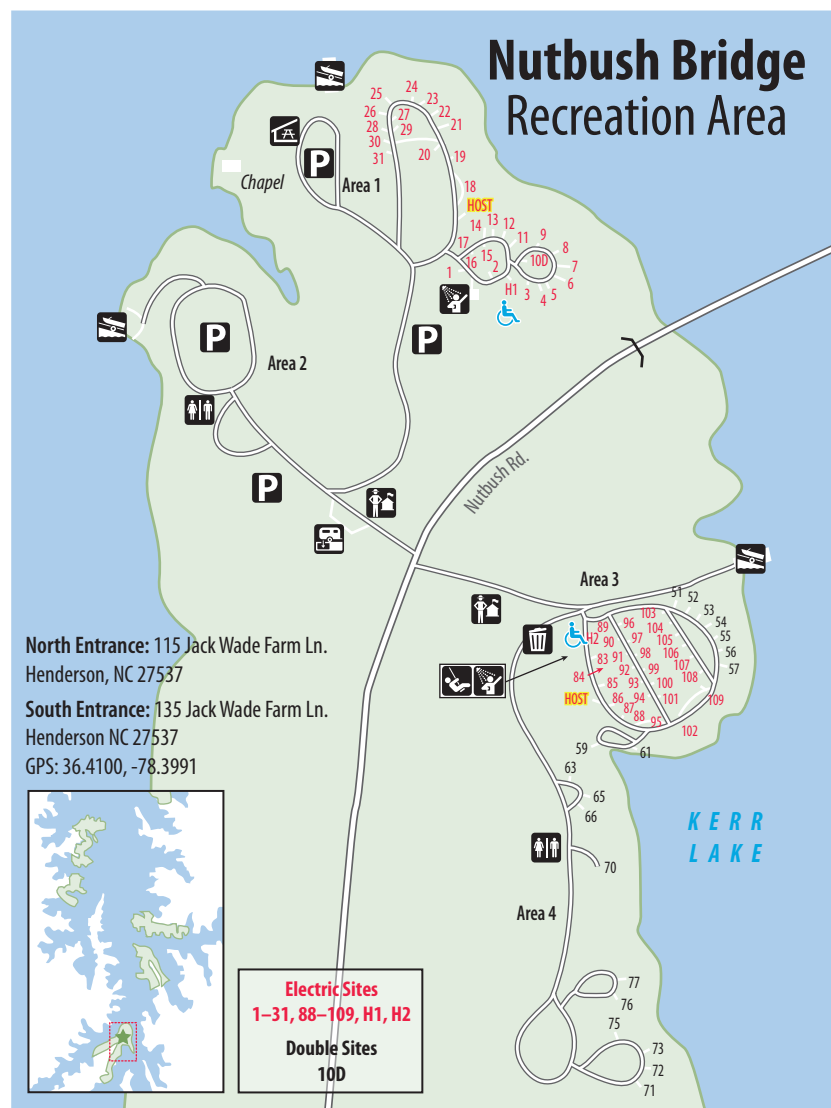 Nutbush Bridge
Recreation Area
24
25
23
26
27
22
28
29
21
30
31
20
19
P
Chapel
Area 1
18
HOST
14
13
12
17
11
9
8
15
16
2
10D
7
1
6
H1
3
4
5
P
P
Area 2
P
Nutbush Rd.
Area 3
51
52
103
53
89
96
104
54
H2
90
97
105
55
83
91
98
106
56
84
92
99
107
57
85
93
100
108
HOST
86
94
101
109
87
88
95
102
59
61
63
65
66
70
Area 4
77
76
75
73
72
71
North Entrance: 115 Jack Wade Farm Ln.
Henderson, NC 27537
South Entrance: 135 Jack Wade Farm Ln.
Henderson NC 27537
GPS: 36.4100, -78.3991
KERR
LAKE
Electric Sites
1–31, 88–109, H1, H2
Double Sites
10D